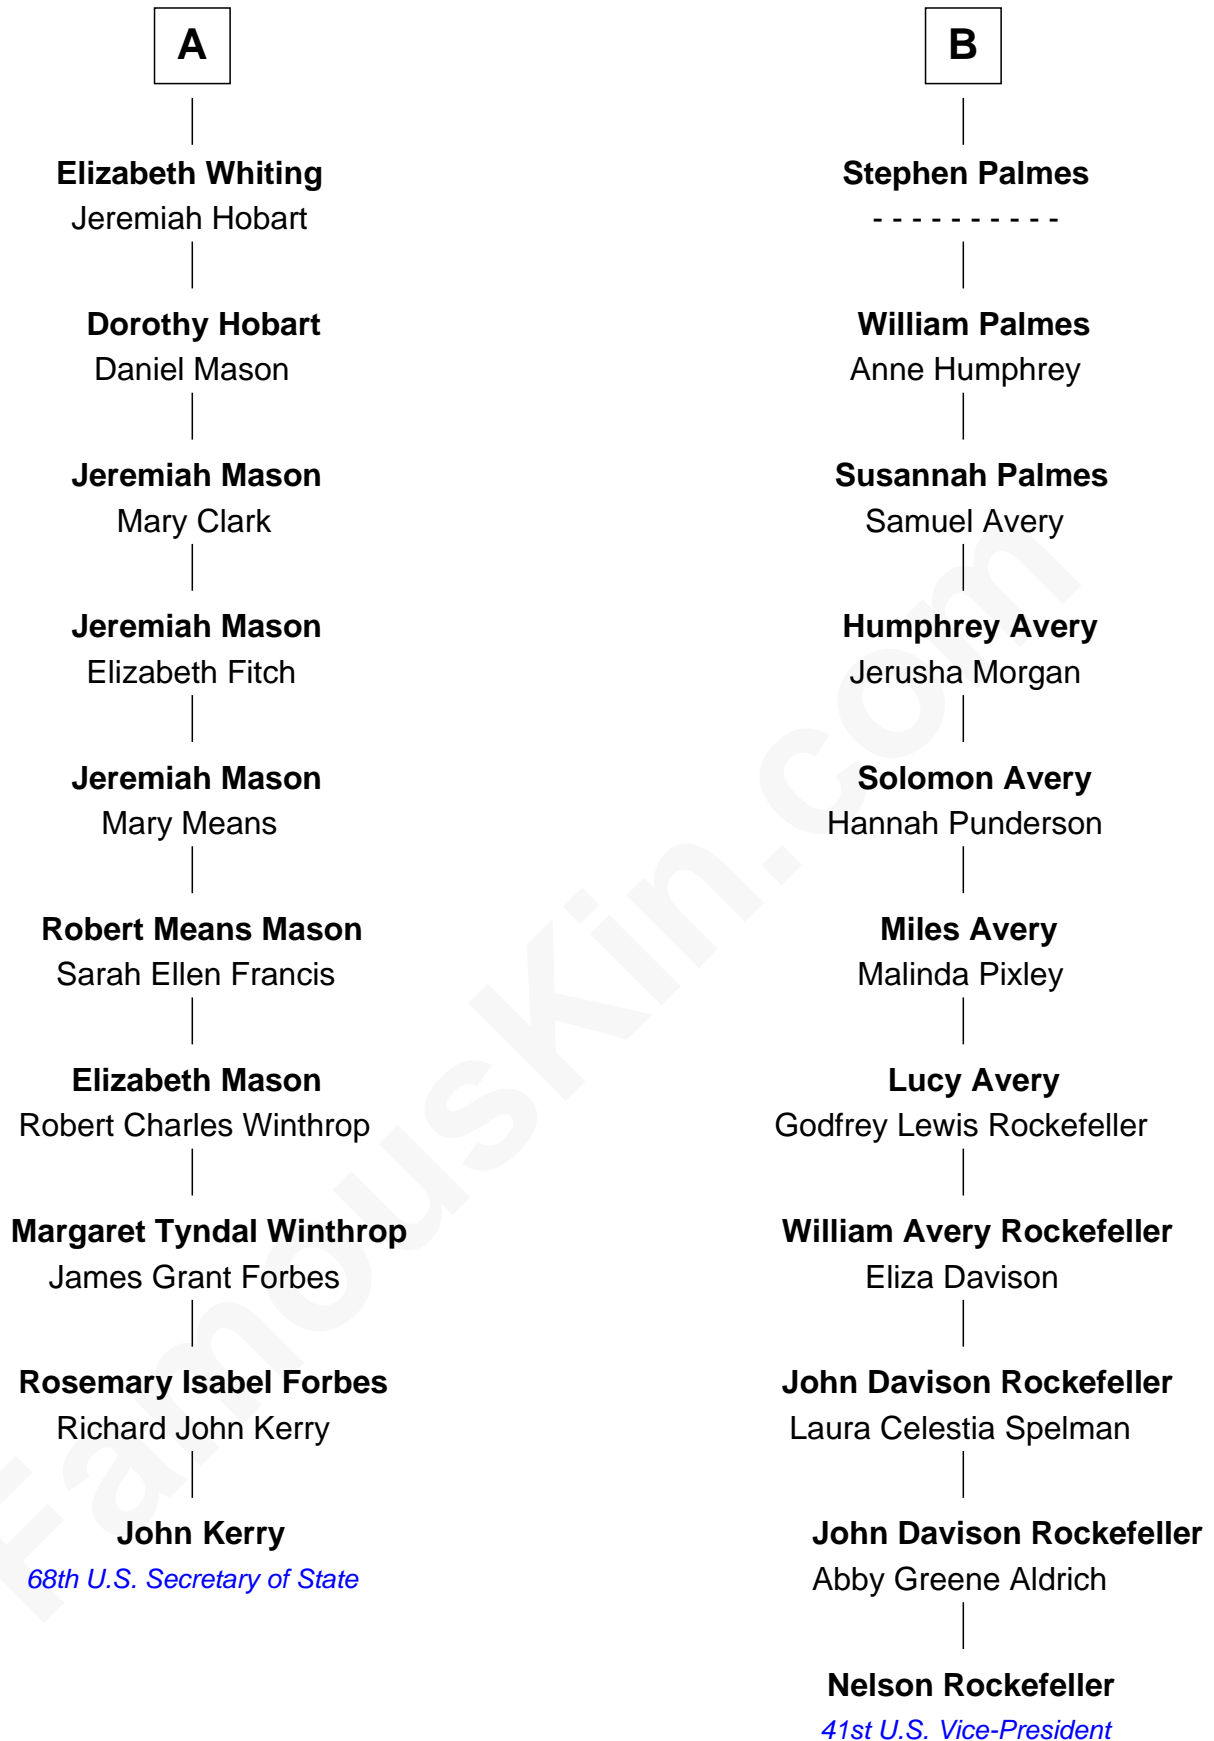 A
Elizabeth Whiting
Jeremiah Hobart
Dorothy Hobart
Daniel Mason
Jeremiah Mason
Mary Clark
Jeremiah Mason
Elizabeth Fitch
Jeremiah Mason
Mary Means
Robert Means Mason
Sarah Ellen Francis
Elizabeth Mason
Robert Charles Winthrop
Margaret Tyndal Winthrop
James Grant Forbes
Rosemary Isabel Forbes
Richard John Kerry
John Kerry
68th U.S. Secretary of State
B
Stephen Palmes
- - - - - - - - - -
William Palmes
Anne Humphrey
Susannah Palmes
Samuel Avery
Humphrey Avery
Jerusha Morgan
Solomon Avery
Hannah Punderson
Miles Avery
Malinda Pixley
Lucy Avery
Godfrey Lewis Rockefeller
William Avery Rockefeller
Eliza Davison
John Davison Rockefeller
Laura Celestia Spelman
John Davison Rockefeller
Abby Greene Aldrich
Nelson Rockefeller
41st U.S. Vice-President
FamousKin.com